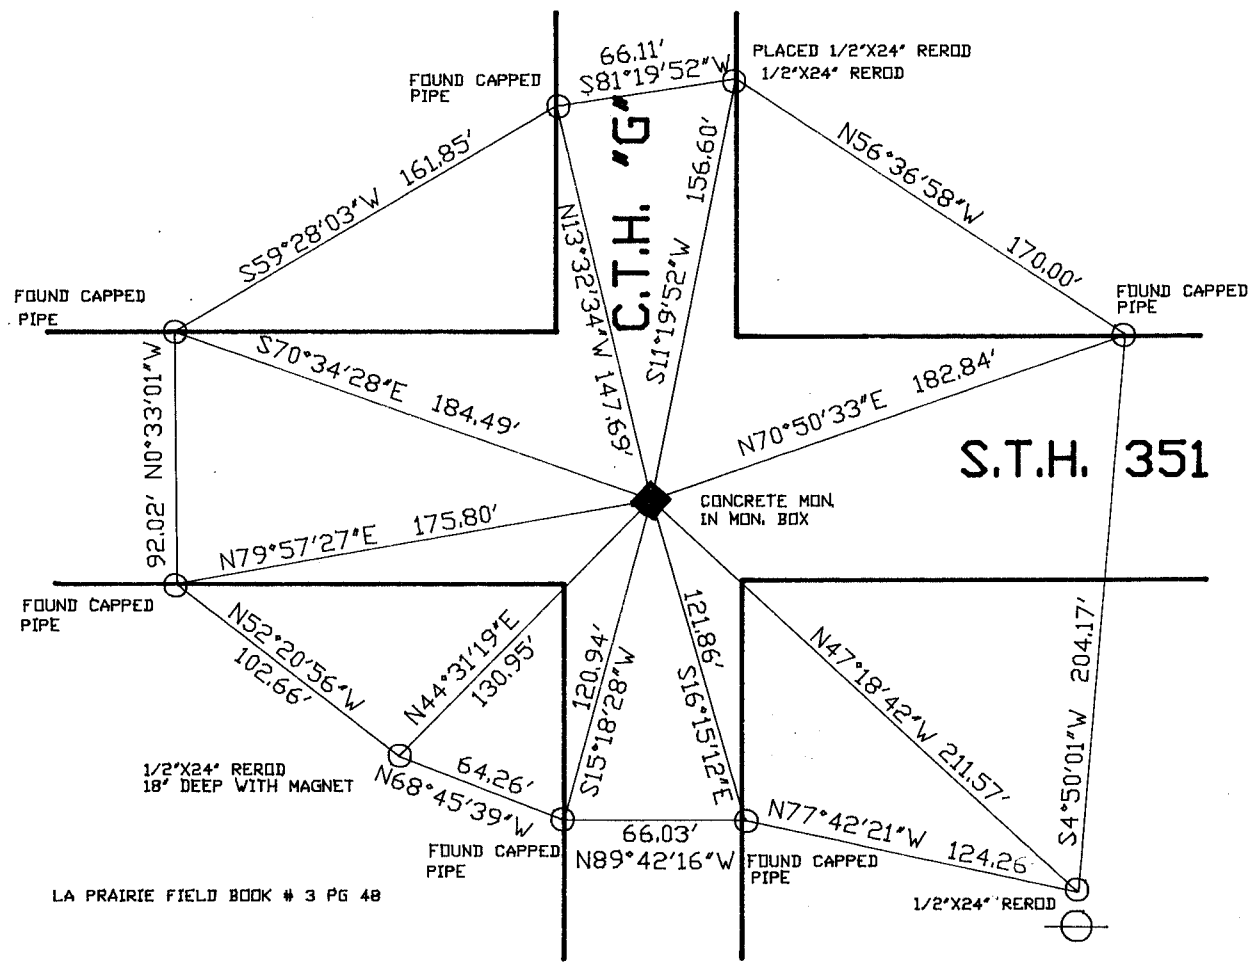 66.11'
S81°19'52"W
PLACED 1/2"X24" REROD
1/2"X24" REROD
FOUND CAPPED
PIPE
C.T.H. "G"
S59°28'03"W 161.85'
N13°32'34"W 147.69'
S11°19'52"W 156.60'
N56°36'58"W 170.00'
FOUND CAPPED
PIPE
FOUND CAPPED
PIPE
S70°34'28"E 184.49'
N70°50'33"E 182.84'
92.02' N0°33'01"W
S.T.H. 351
CONCRETE MON.
IN MON. BOX
N79°57'27"E 175.80'
FOUND CAPPED
PIPE
N52°20'56"W
102.66'
N44°31'19"E
130.95'
120.94'
S15°18'28"W
121.86'
S16°15'12"E
N47°18'42"W 211.57'
S4°50'01"W 204.17'
1/2"X24" REROD
18" DEEP WITH MAGNET
64.26'
N68°45'39"W
66.03'
N89°42'16"W
N77°42'21"W 124.26
FOUND CAPPED
PIPE
FOUND CAPPED
PIPE
1/2"X24" REROD
LA PRAIRIE FIELD BOOK # 3 PG 48